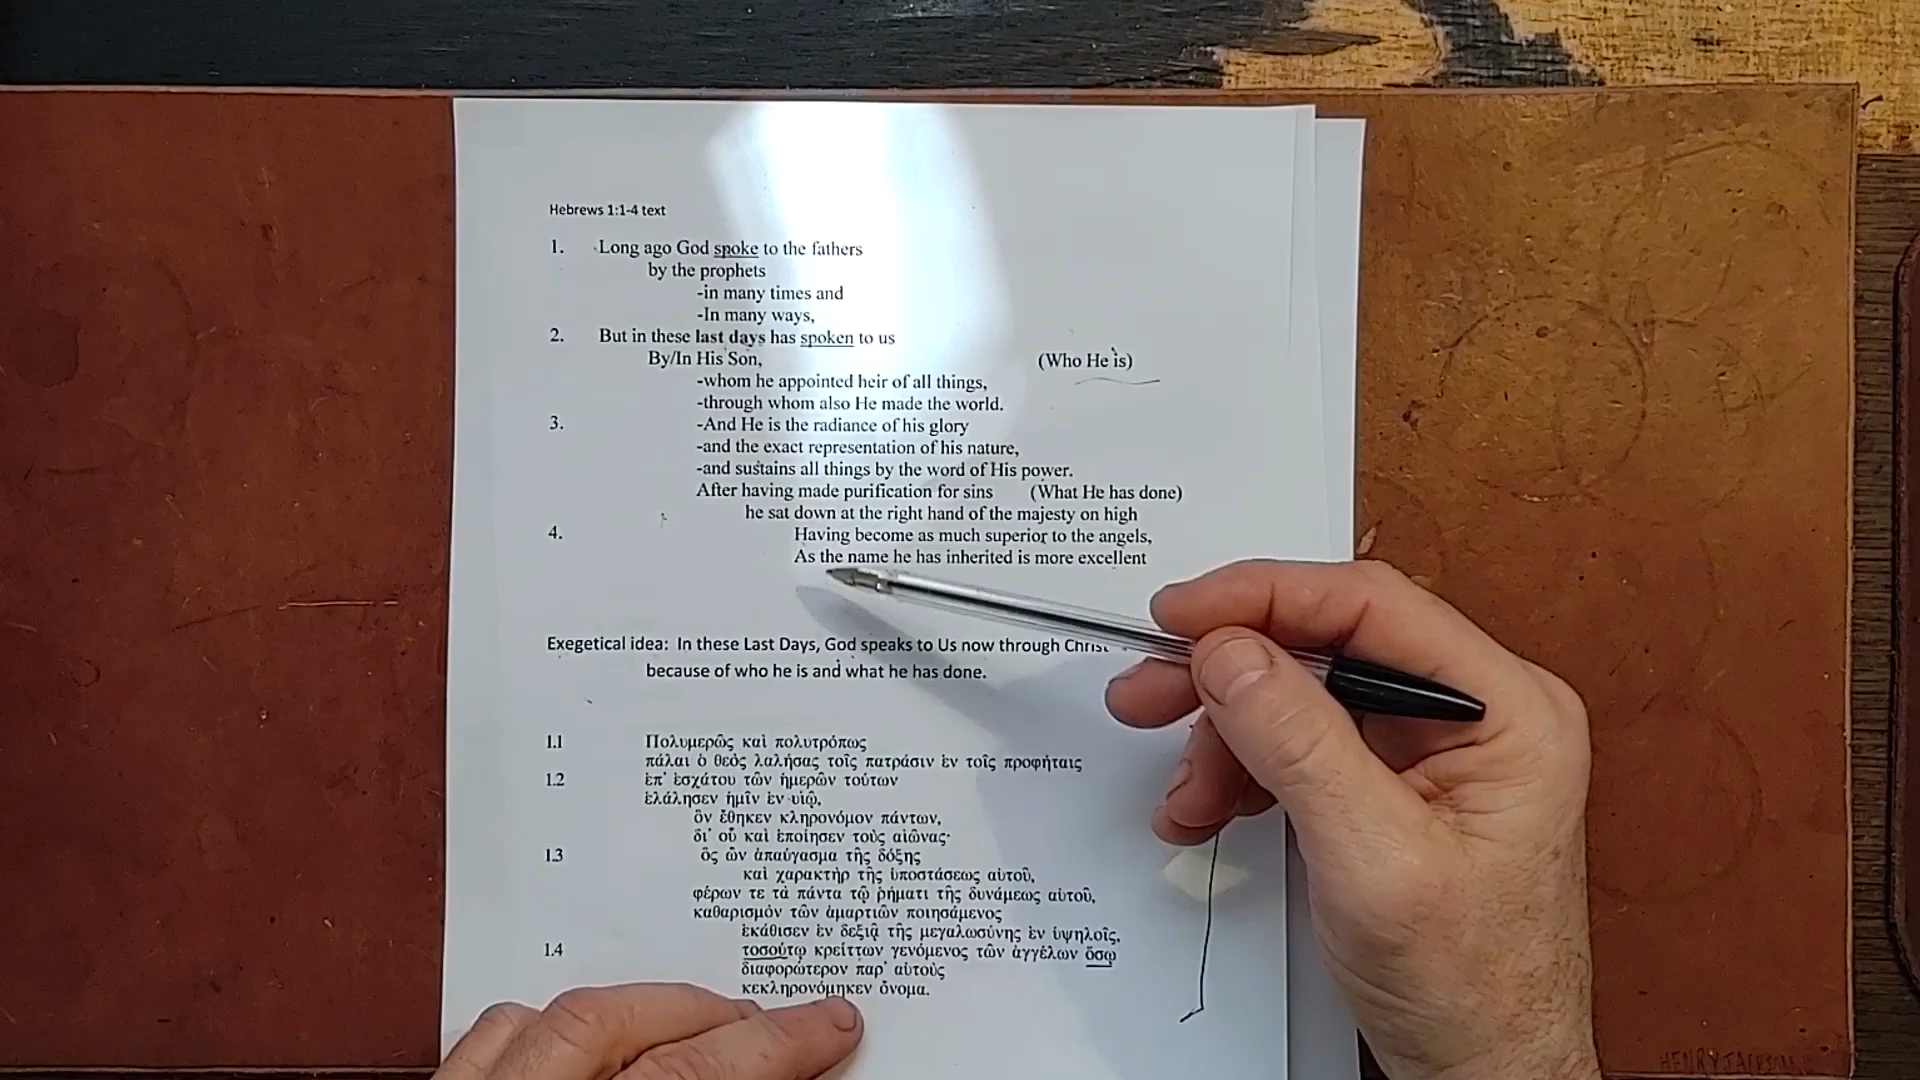 Hebrews 1:1-4 text
1. Long ago God spoke to the fathers
by the prophets
-in many times and
-In many ways,
2. But in these last days has spoken to us
By/In His Son, (Who He is)
-whom he appointed heir of all things,
-through whom also He made the world.
3. -And He is the radiance of his glory
-and the exact representation of his nature,
-and sustains all things by the word of His power.
After having made purification for sins (What He has done)
he sat down at the right hand of the majesty on high
4. Having become as much superior to the angels,
As the name he has inherited is more excellent
Exegetical idea: In these Last Days, God speaks to Us now through Christ
because of who he is and what he has done.
1.1 Πολυμερῶς καὶ πολυτρόπως
πάλαι ὁ θεὸς λαλήσας τοῖς πατράσιν ἐν τοῖς προφήταις
1.2 ἐπ' ἐσχάτου τῶν ἡμερῶν τούτων
ἐλάλησεν ἡμῖν ἐν υἱῷ,
ὃν ἔθηκεν κληρονόμον πάντων,
δι' οὗ καὶ ἐποίησεν τοὺς αἰῶνας·
1.3 ὃς ὢν ἀπαύγασμα τῆς δόξης
καὶ χαρακτὴρ τῆς ὑποστάσεως αὐτοῦ,
φέρων τε τὰ πάντα τῷ ῥήματι τῆς δυνάμεως αὐτοῦ,
καθαρισμὸν τῶν ἁμαρτιῶν ποιησάμενος
ἐκάθισεν ἐν δεξιᾷ τῆς μεγαλωσύνης ἐν ὑψηλοῖς,
1.4 τοσούτῳ κρείττων γενόμενος τῶν ἀγγέλων ὅσῳ
διαφορώτερον παρ' αὐτοὺς
κεκληρονόμηκεν ὄνομα.
HENRY JACKSON